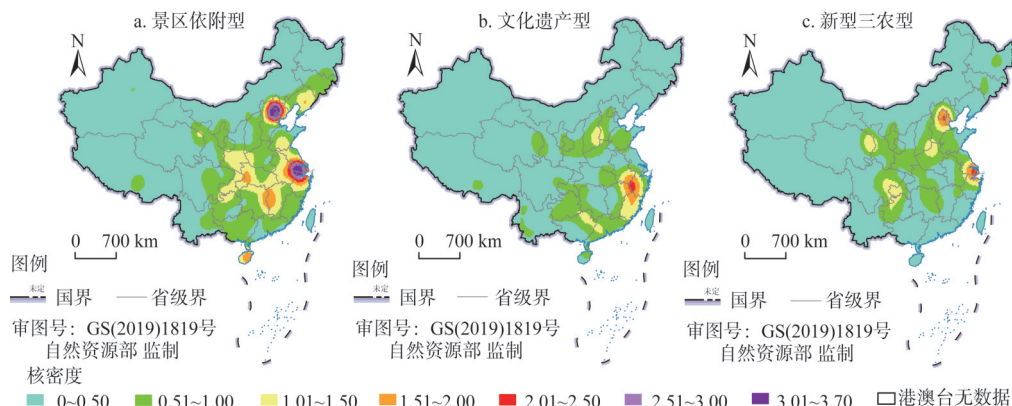 a. 景区依附型
N
0 700 km
图例
未定
国界 省级界
审图号：GS(2019)1819号
自然资源部 监制
b. 文化遗产型
N
0 700 km
图例
未定
国界 省级界
审图号：GS(2019)1819号
自然资源部 监制
c. 新型三农型
N
0 700 km
图例
未定
国界 省级界
审图号：GS(2019)1819号
自然资源部 监制
核密度
0~0.50 0.51~1.00 1.01~1.50 1.51~2.00 2.01~2.50 2.51~3.00 3.01~3.70 港澳台无数据